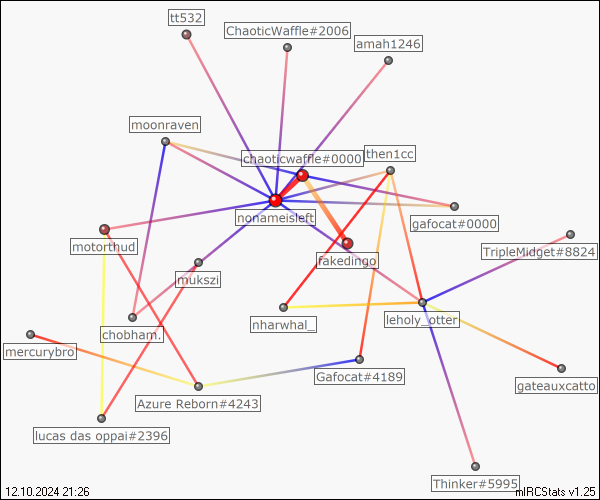 tt532
ChaoticWaffle#2006
amah1246
moonraven
chaoticwaffle#0000
then1cc
nonameisleft
gafocat#0000
motorthud
fakedingo
TripleMidget#8824
mukszi
nharwhal_
leholy_otter
chobham.
mercurybro
Gafocat#4189
gateauxcatto
Azure Reborn#4243
lucas das oppai#2396
Thinker#5995
12.10.2024 21:26
mIRCStats v1.25